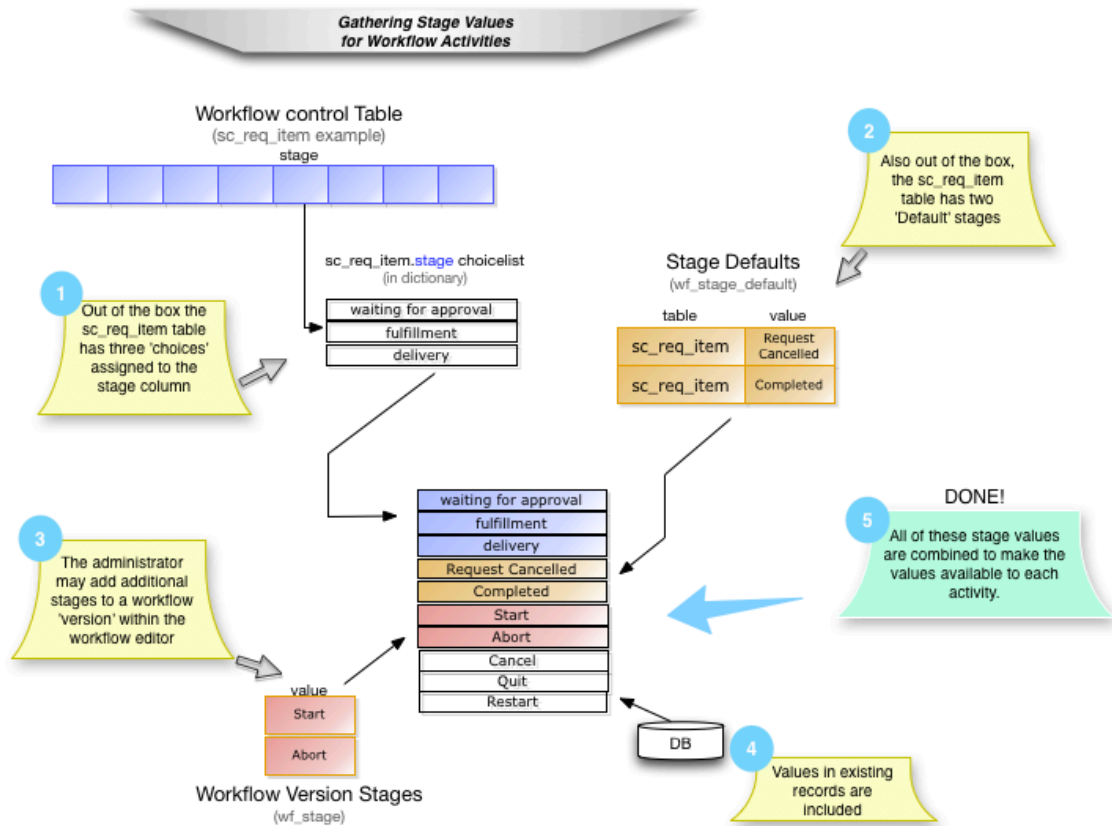 Gathering Stage Values
for Workflow Activities
Workflow control Table
(sc_req_item example)
stage
2
Also out of the box,
the sc_req_item
table has two
'Default' stages
sc_req_item.stage choicelist
(in dictionary)
waiting for approval
fulfillment
delivery
1
Out of the box the
sc_req_item table
has three 'choices'
assigned to the
stage column
Stage Defaults
(wf_stage_default)
table value
sc_req_item Request
Cancelled
sc_req_item Completed
waiting for approval
fulfillment
delivery
Request Cancelled
Completed
Start
Abort
Cancel
Quit
Restart
3
The administrator
may add additional
stages to a workflow
'version' within the
workflow editor
DONE!
5
All of these stage values
are combined to make the
values available to each
activity.
value
Start
Abort
Workflow Version Stages
(wf_stage)
DB
4
Values in existing
records are
included